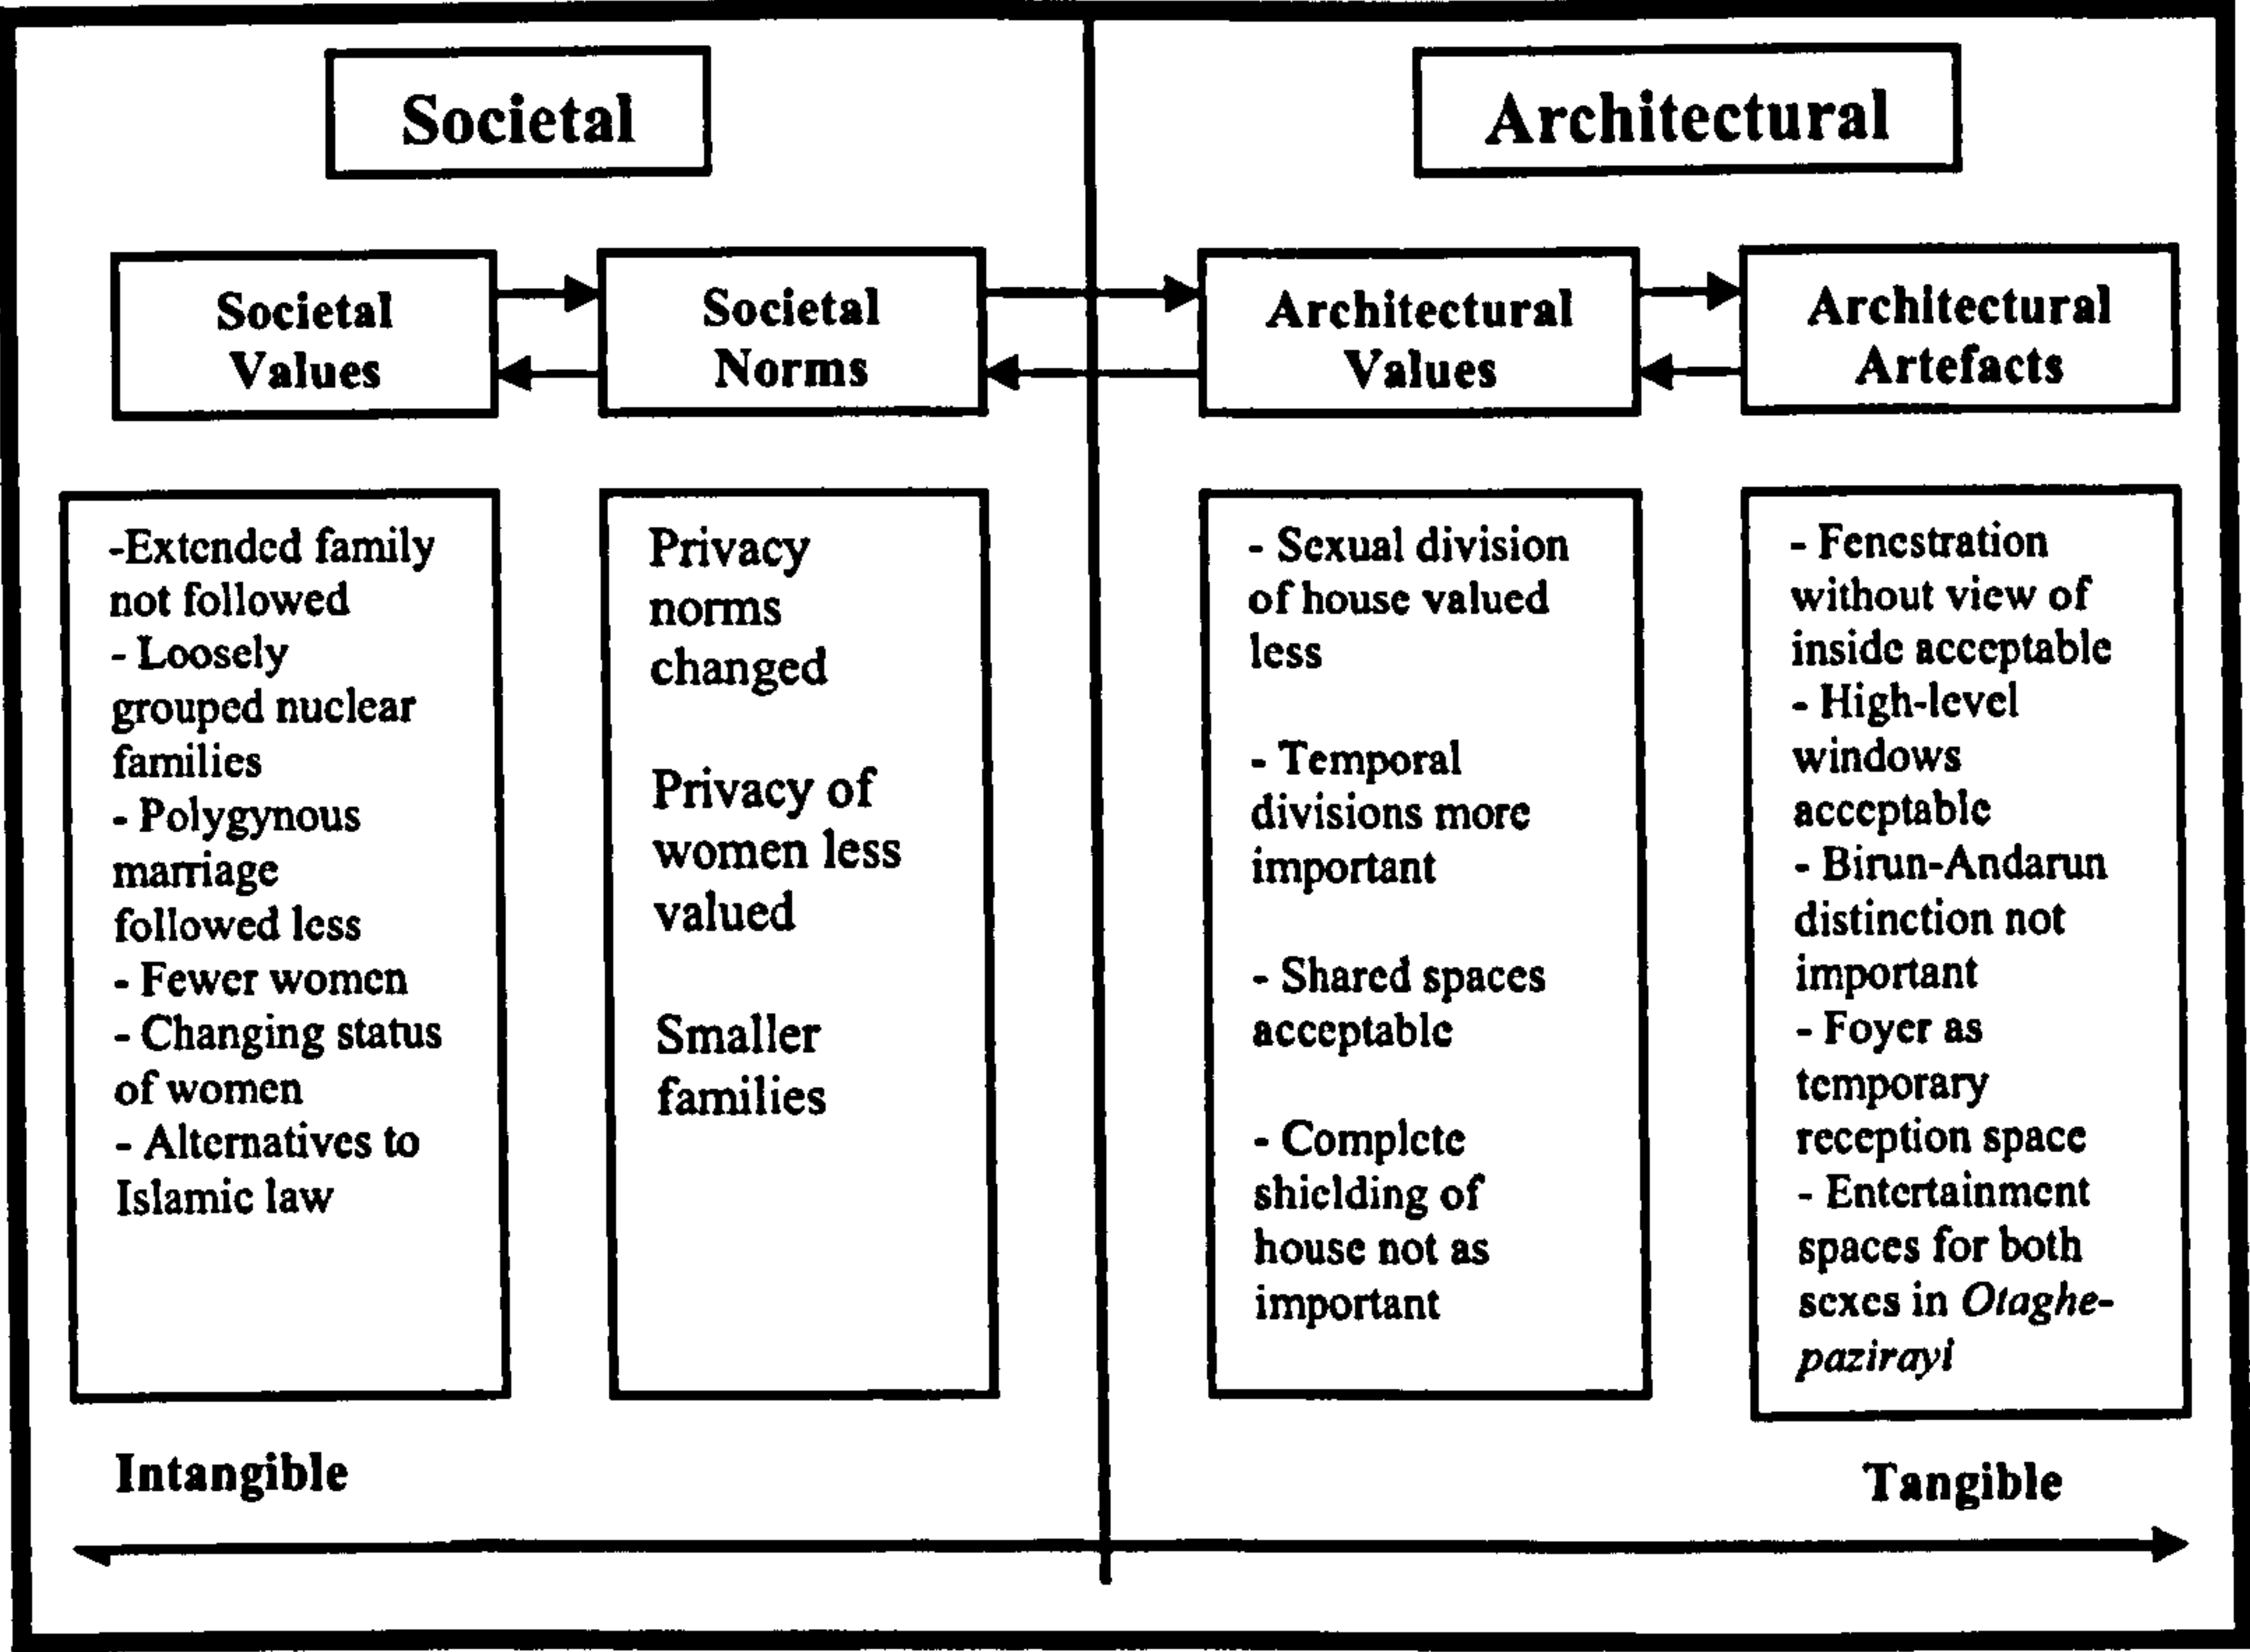 Societal
Architectural
Societal
Values
Societal
Norms
Architectural
Values
Architectural
Artefacts
-Extended family
not followed
- Loosely
grouped nuclear
families
- Polygynous
marriage
followed less
- Fewer women
- Changing status
of women
- Alternatives to
Islamic law
Privacy
norms
changed
Privacy of
women less
valued
Smaller
families
- Sexual division
of house valued
less
- Temporal
divisions more
important
- Shared spaces
acceptable
- Complete
shielding of
house not as
important
- Fenestration
without view of
inside acceptable
- High-level
windows
acceptable
- Birun-Andarun
distinction not
important
- Foyer as
temporary
reception space
- Entertainment
spaces for both
sexes in Otaghe-
pazirayi
Intangible
Tangible